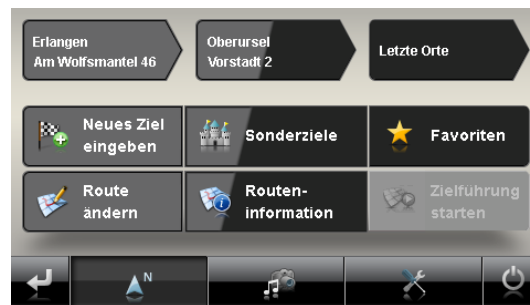 Erlangen
Am Wolfsmantel 46
Oberursel
Vorstadt 2
Letzte Orte
Neues Ziel
eingeben
Sonderziele
Favoriten
Route
ändern
Routen-
information
Zielführung
starten
N